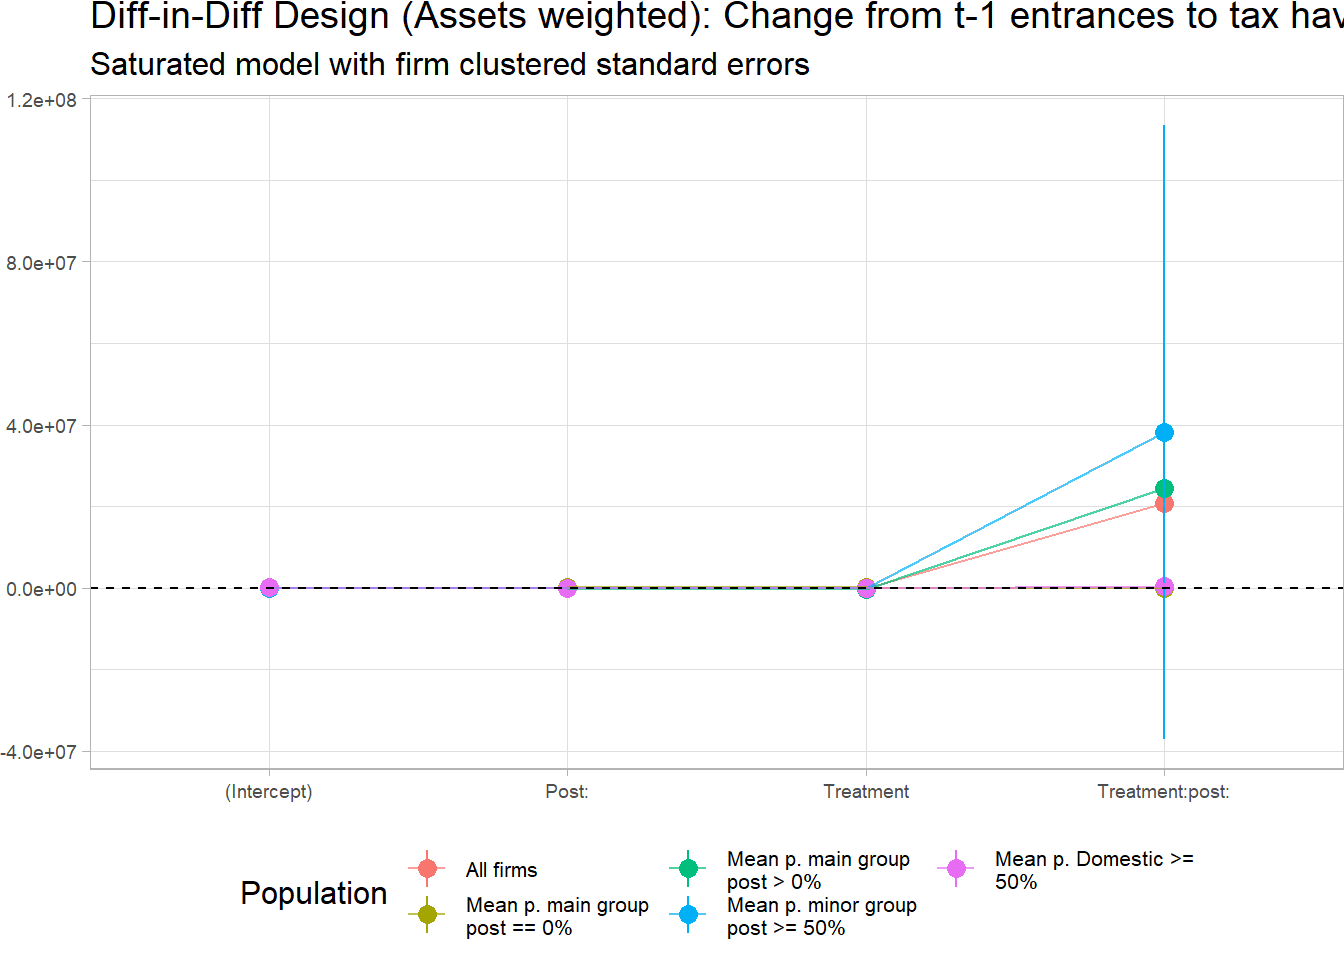 Diff-in-Diff Design (Assets weighted): Change from t-1 entrances to tax hav
Saturated model with firm clustered standard errors
1.2e+08
8.0e+07
4.0e+07
0.0e+00
-4.0e+07
(Intercept)
Post:
Treatment
Treatment:post:
Population
All firms
Mean p. main group
post == 0%
Mean p. main group
post > 0%
Mean p. minor group
post >= 50%
Mean p. Domestic >=
50%